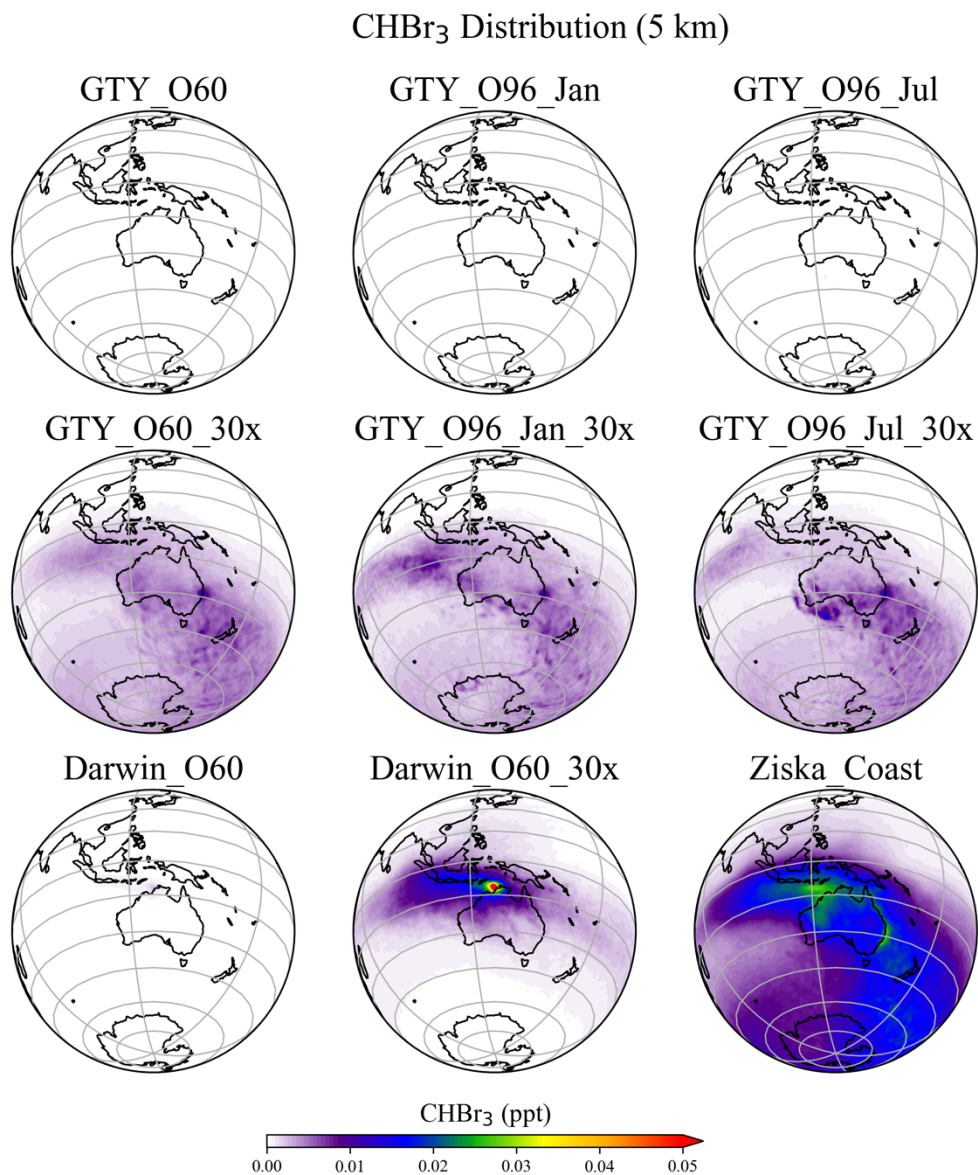 CHBr₃ Distribution (5 km)
GTY_O60 GTY_O96_Jan GTY_O96_Jul
GTY_O60_30x GTY_O96_Jan_30x GTY_O96_Jul_30x
Darwin_O60 Darwin_O60_30x Ziska_Coast
CHBr₃ (ppt)
0.00 0.01 0.02 0.03 0.04 0.05